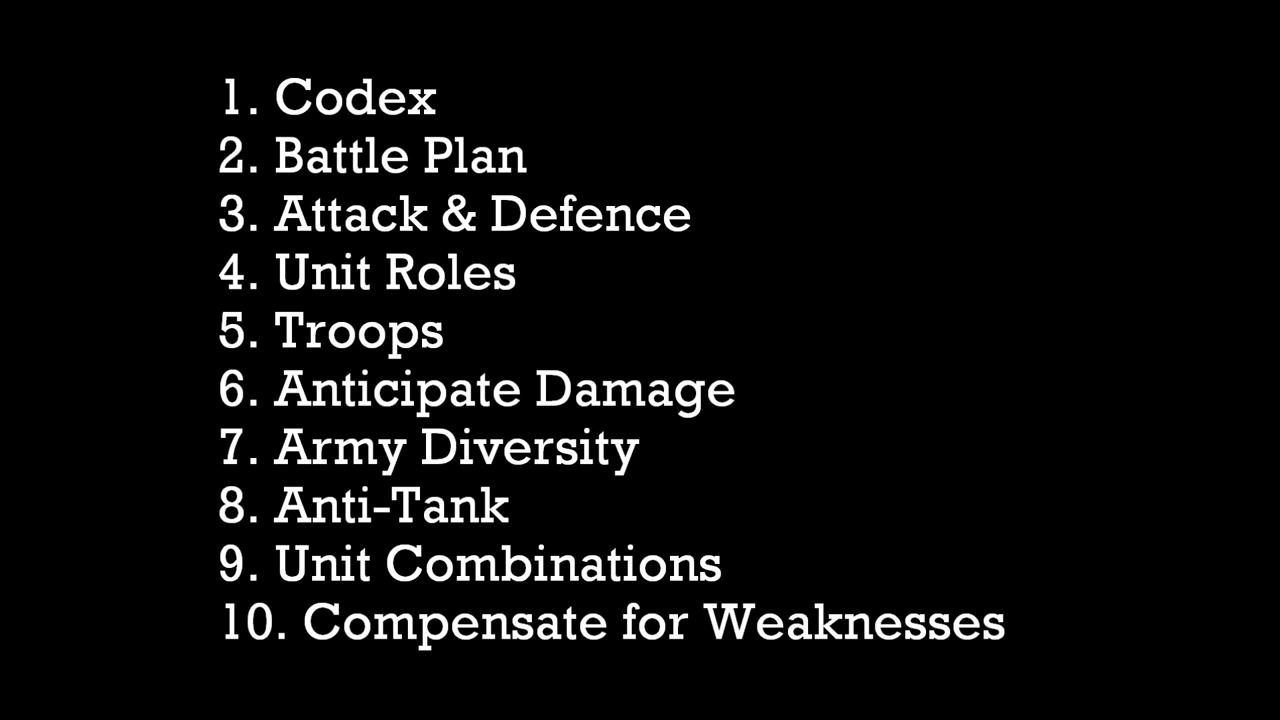 1. Codex
2. Battle Plan
3. Attack & Defence
4. Unit Roles
5. Troops
6. Anticipate Damage
7. Army Diversity
8. Anti-Tank
9. Unit Combinations
10. Compensate for Weaknesses